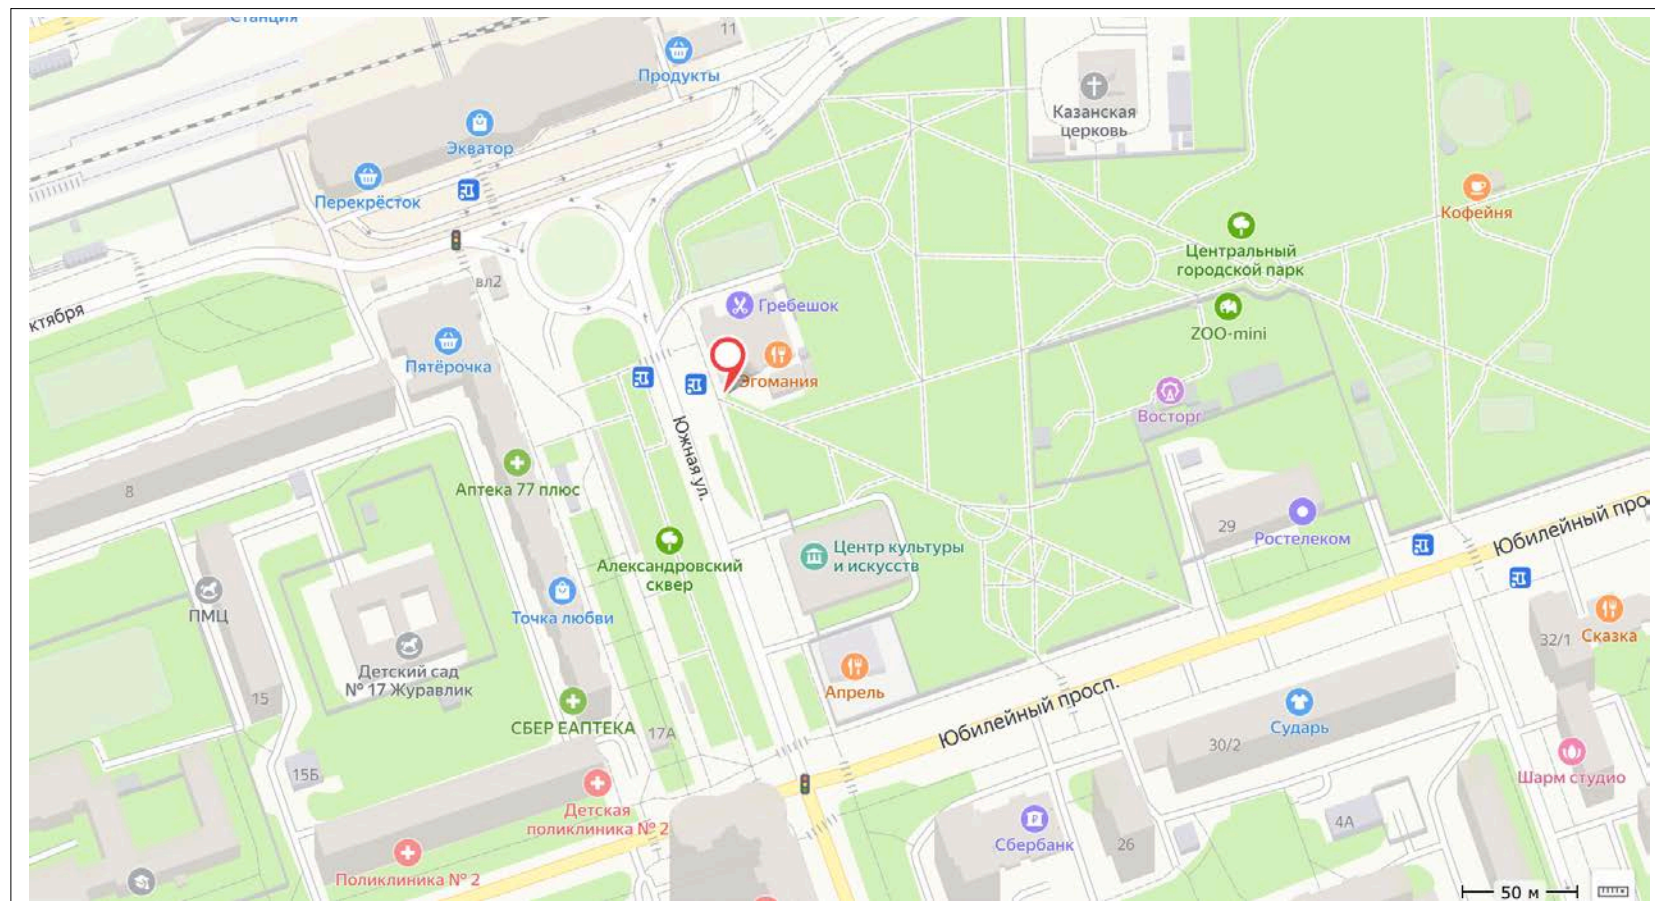 Станция
11
Продукты
Казанская
церковь
Экватор
Перекрёсток
Кофейня
Центральный
городской парк
вл2
Гребешок
ктября
ZOO-mini
Пятёрочка
Эгомания
Восторг
Южная ул.
8
Аптека 77 плюс
29
Ростелеком
Юбилейный про
Центр культуры
и искусств
Александровский
сквер
ПМЦ
Точка любви
32/1
Сказка
Детский сад
№ 17 Журавлик
15
Апрель
Юбилейный просп.
СБЕР ЕАПТЕКА
17А
Сударь
30/2
15Б
Шарм студио
Детская
поликлиника № 2
4А
Сбербанк
26
Поликлиника № 2
50 м